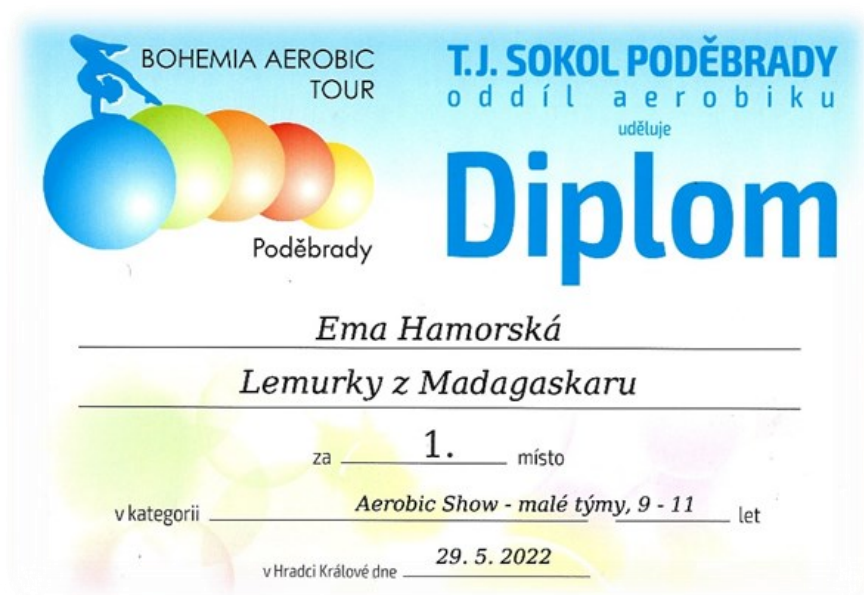 BOHEMIA AEROBIC
TOUR
Poděbrady
T.J. SOKOL PODĚBRADY
oddíl aerobiku
uděluje
Diplom
Ema Hamorská
Lemurky z Madagaskaru
za 1. místo
v kategorii Aerobic Show - malé týmy, 9 - 11 let
v Hradci Králové dne 29. 5. 2022